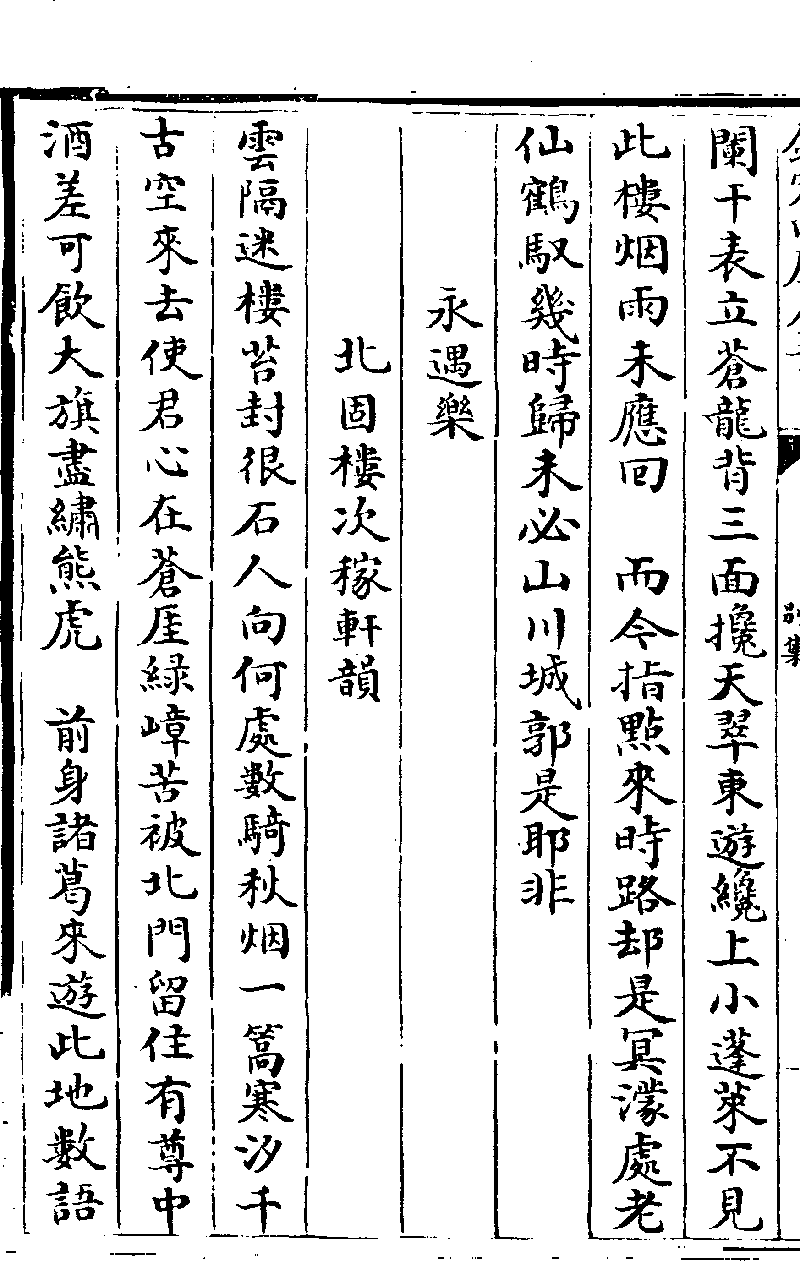 闌干表立蒼龍背三面攙天翠東遊纔上小蓬萊不見
此樓烟雨未應回　而今指點來時路却是冥濛處老
仙鶴馭幾時歸未必山川城郭是耶非
永遇樂
北固樓次稼軒韻
雲隔迷樓苔封很石人向何處數騎秋烟一篙寒汐千
古空來去使君心在蒼厓緑嶂苦被北門留住有尊中
酒差可飲大旗盡繡熊虎　前身諸葛來遊此地數語
別集